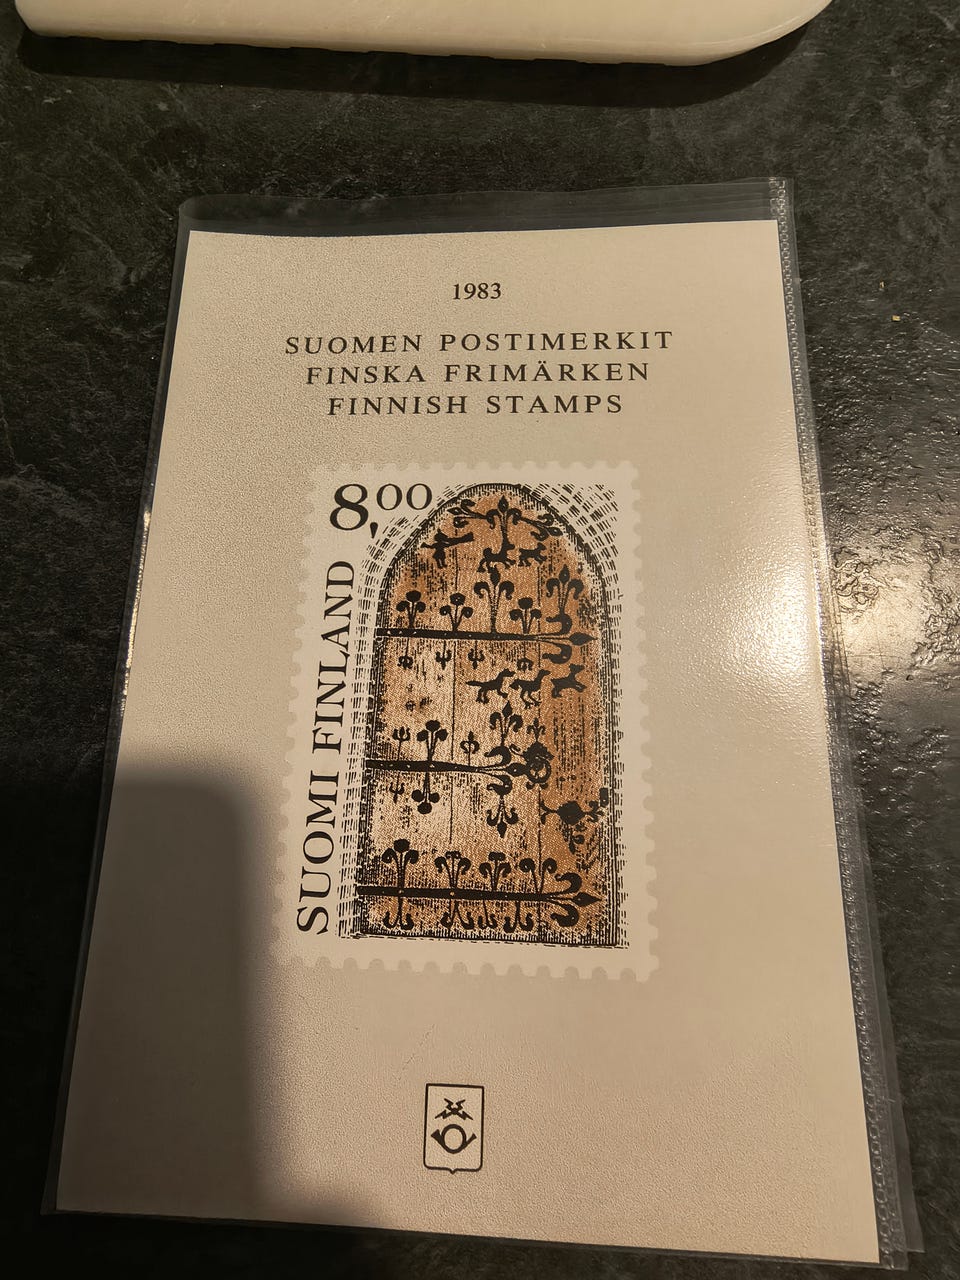 1983
SUOMEN POSTIMERKIT
FINSKA FRIMÄRKEN
FINNISH STAMPS
8,00
SUOMI FINLAND